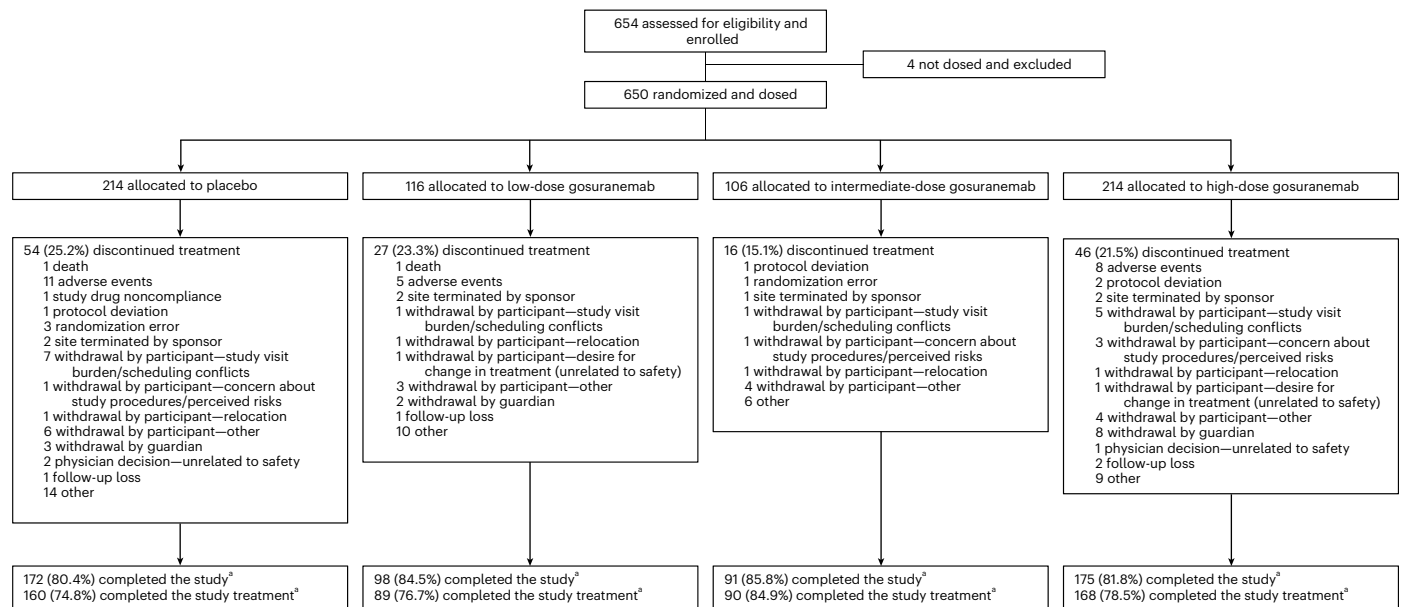 654 assessed for eligibility and
enrolled
4 not dosed and excluded
650 randomized and dosed
214 allocated to placebo
116 allocated to low-dose gosuranemab
106 allocated to intermediate-dose gosuranemab
214 allocated to high-dose gosuranemab
54 (25.2%) discontinued treatment
1 death
11 adverse events
1 study drug noncompliance
1 protocol deviation
3 randomization error
2 site terminated by sponsor
7 withdrawal by participant—study visit
burden/scheduling conflicts
1 withdrawal by participant—concern about
study procedures/perceived risks
1 withdrawal by participant—relocation
6 withdrawal by participant—other
3 withdrawal by guardian
2 physician decision—unrelated to safety
1 follow-up loss
14 other
27 (23.3%) discontinued treatment
1 death
5 adverse events
2 site terminated by sponsor
1 withdrawal by participant—study visit
burden/scheduling conflicts
1 withdrawal by participant—relocation
1 withdrawal by participant—desire for
change in treatment (unrelated to safety)
3 withdrawal by participant—other
2 withdrawal by guardian
1 follow-up loss
10 other
16 (15.1%) discontinued treatment
1 protocol deviation
1 randomization error
1 site terminated by sponsor
1 withdrawal by participant—study visit
burden/scheduling conflicts
1 withdrawal by participant—concern about
study procedures/perceived risks
1 withdrawal by participant—relocation
4 withdrawal by participant—other
6 other
46 (21.5%) discontinued treatment
8 adverse events
2 protocol deviation
2 site terminated by sponsor
5 withdrawal by participant—study visit
burden/scheduling conflicts
3 withdrawal by participant—concern about
study procedures/perceived risks
1 withdrawal by participant—relocation
1 withdrawal by participant—desire for
change in treatment (unrelated to safety)
4 withdrawal by participant—other
8 withdrawal by guardian
1 physician decision—unrelated to safety
2 follow-up loss
9 other
172 (80.4%) completed the study^a
160 (74.8%) completed the study treatment^a
98 (84.5%) completed the study^a
89 (76.7%) completed the study treatment^a
91 (85.8%) completed the study^a
90 (84.9%) completed the study treatment^a
175 (81.8%) completed the study^a
168 (78.5%) completed the study treatment^a